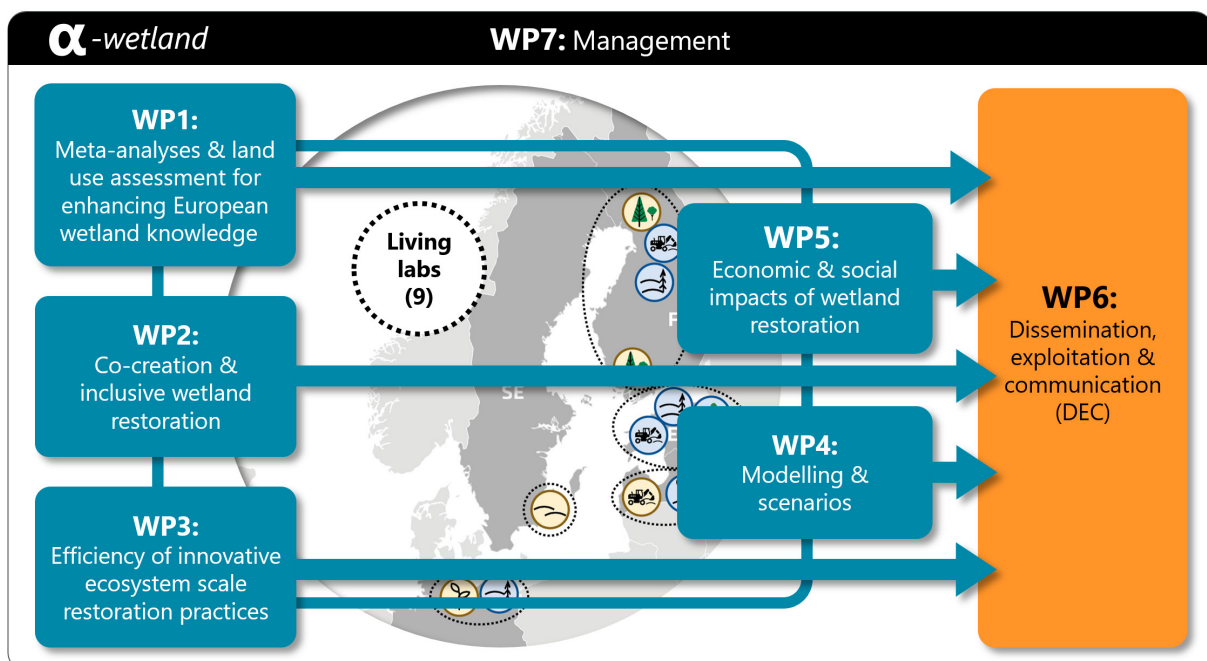 α-wetland
WP7: Management
WP1:
Meta-analyses & land
use assessment for
enhancing European
wetland knowledge
Living
labs
(9)
WP5:
Economic & social
impacts of wetland
restoration
WP2:
Co-creation &
inclusive wetland
restoration
SE
F
E
WP6:
Dissemination,
exploitation &
communication
(DEC)
WP4:
Modelling &
scenarios
WP3:
Efficiency of innovative
ecosystem scale
restoration practices